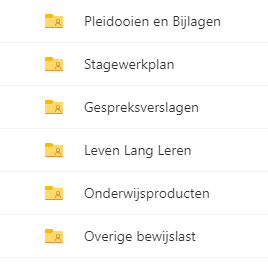 Pleidooien en Bijlagen
Stagewerkplan
Gespreksverslagen
Leven Lang Leren
Onderwijsproducten
Overige bewijslast